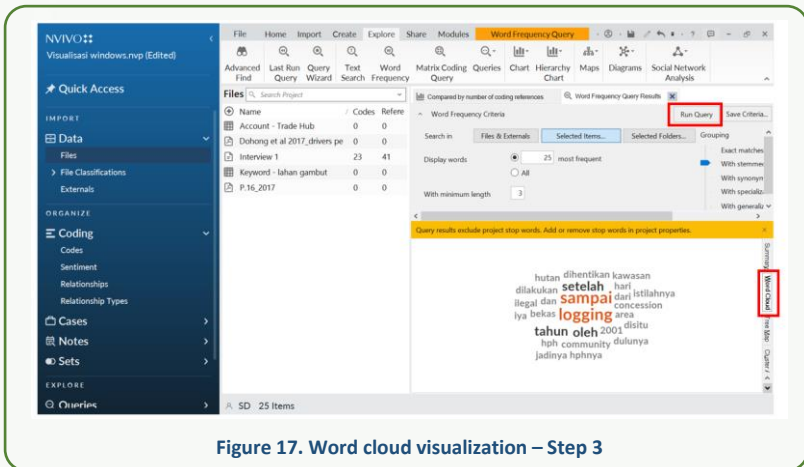 NVIVO
Visualisasi windows.nvp (Edited)
Quick Access
IMPORT
Data
Files
File Classifications
Externals
ORGANIZE
Coding
Codes
Sentiment
Relationships
Relationship Types
Cases
Notes
Sets
EXPLORE
Queries
File Home Import Create Explore Share Modules Word Frequency Query
Advanced Find
Last Run Query
Query Wizard
Text Search
Word Frequency
Matrix Coding Query
Queries
Chart
Hierarchy Chart
Maps
Diagrams
Social Network Analysis
Files Search Project
Name Codes Refere
Account - Trade Hub 0 0
Dohong et al 2017_drivers pe 0 0
Interview 1 23 41
Keyword - lahan gambut 0 0
P.16_2017 0 0
SD 25 Items
Compared by number of coding references
Word Frequency Query Results
Word Frequency Criteria
Run Query Save Criteria...
Search in Files & Externals Selected Items... Selected Folders... Grouping
Display words 25 most frequent
All
With minimum length 3
Exact matches
With stemmed
With synonym
With specializ
With generaliz
Query results exclude project stop words. Add or remove stop words in project properties.
hutan dihentikan kawasan
dilakukan setelah hari
ilegal dan sampai dari istilahnya
concession
iya bekas logging area
tahun oleh 2001 disitu
hph community dulunya
jadinya hphnya
Summary
Word Cloud
Tree Map
Cluster
Figure 17. Word cloud visualization – Step 3